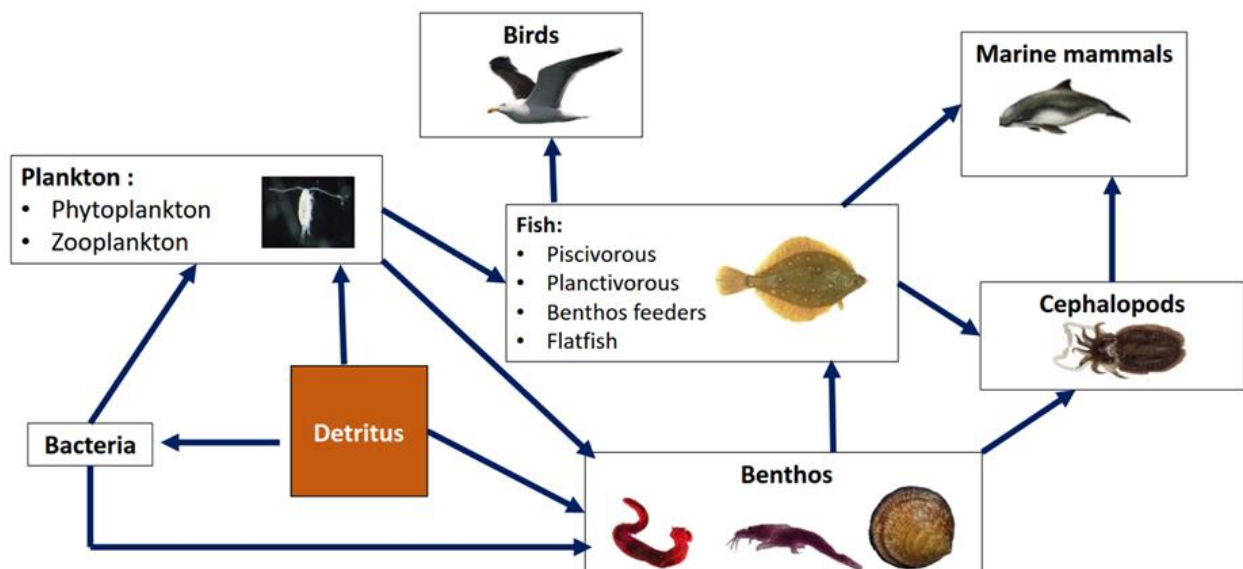 Birds
Marine mammals
Plankton :
• Phytoplankton
• Zooplankton
Fish:
• Piscivorous
• Planctivorous
• Benthos feeders
• Flatfish
Cephalopods
Detritus
Bacteria
Benthos